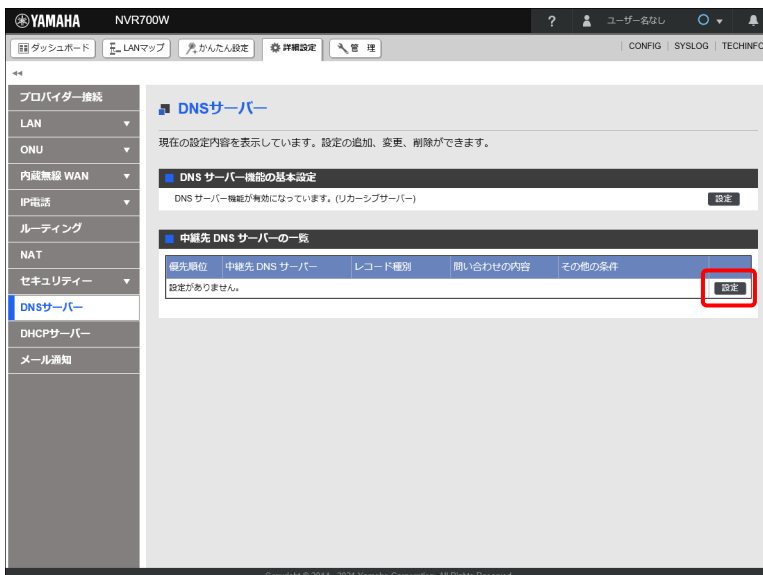 YAMAHA NVR700W ? ユーザー名なし
ダッシュボード LANマップ かんたん設定 詳細設定 管 理 CONFIG SYSLOG TECHINFO
プロバイダー接続
LAN
ONU
内蔵無線 WAN
IP電話
ルーティング
NAT
セキュリティー
DNSサーバー
DHCPサーバー
メール通知
DNSサーバー
現在の設定内容を表示しています。設定の追加、変更、削除ができます。
DNS サーバー機能の基本設定
DNS サーバー機能が有効になっています。(リカーシブサーバー) 設定
中継先 DNS サーバーの一覧
優先順位 中継先 DNS サーバー レコード種別 問い合わせの内容 その他の条件
設定がありません。 設定
Copyright © 2014 - 2021 Yamaha Corporation. All Rights Reserved.